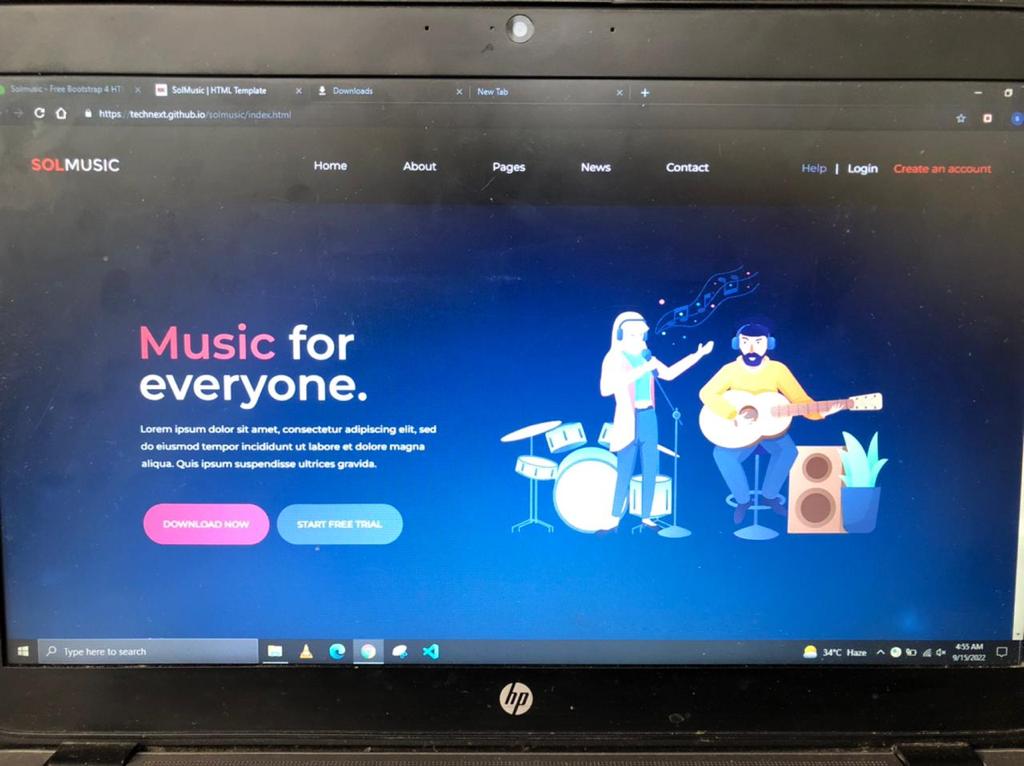 Solmusic - Free Bootstrap 4 HT
SolMusic | HTML Template
Downloads
New Tab
https://technext.github.io/solmusic/index.html
SOLMUSIC
Home
About
Pages
News
Contact
Help | Login
Create an account
Music for
everyone.
Lorem ipsum dolor sit amet, consectetur adipiscing elit, sed
do eiusmod tempor incididunt ut labore et dolore magna
aliqua. Quis ipsum suspendisse ultrices gravida.
DOWNLOAD NOW
START FREE TRIAL
Type here to search
34°C Haze
4:55 AM
9/15/2022
hp